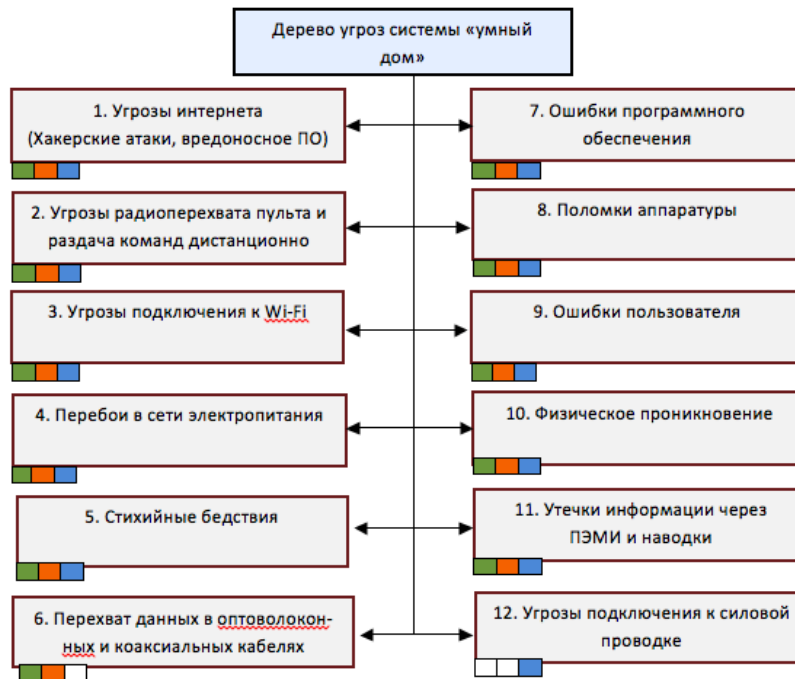 Дерево угроз системы «умный
дом»
1. Угрозы интернета
(Хакерские атаки, вредоносное ПО)
2. Угрозы радиоперехвата пульта и
раздача команд дистанционно
3. Угрозы подключения к Wi-Fi
4. Перебои в сети электропитания
5. Стихийные бедствия
6. Перехват данных в оптоволокон-
ных и коаксиальных кабелях
7. Ошибки программного
обеспечения
8. Поломки аппаратуры
9. Ошибки пользователя
10. Физическое проникновение
11. Утечки информации через
ПЭМИ и наводки
12. Угрозы подключения к силовой
проводке